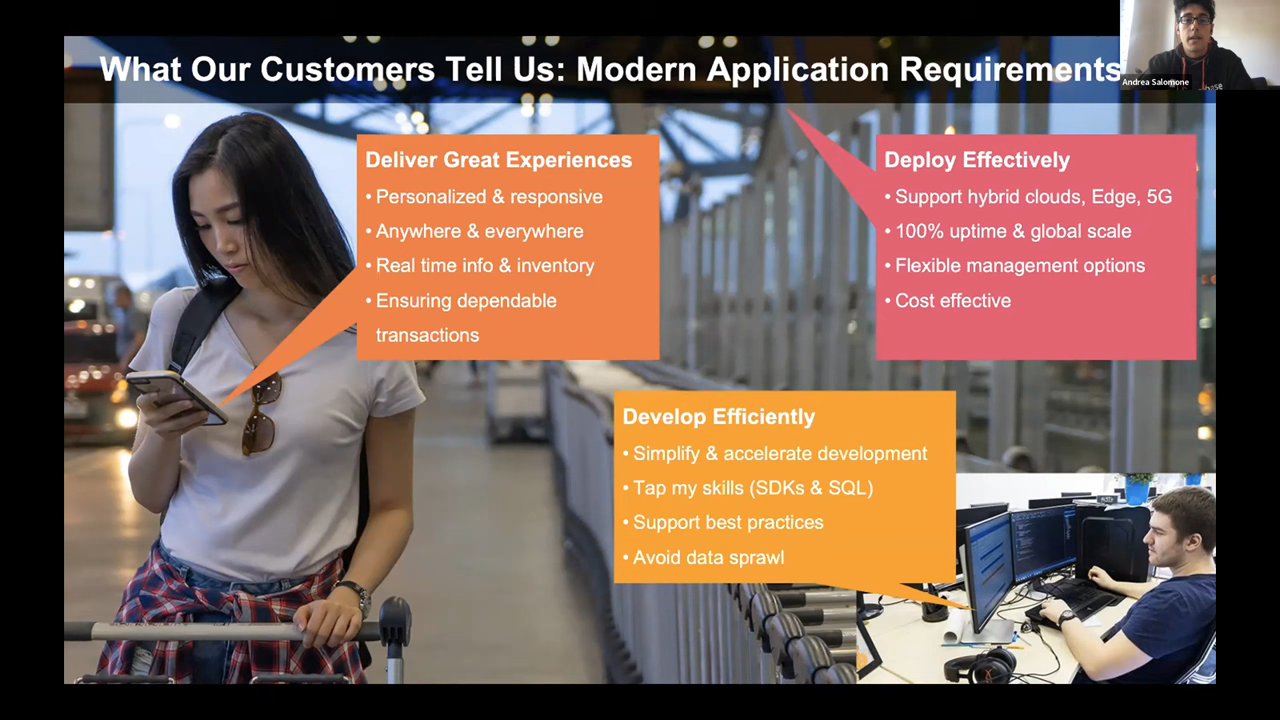 What Our Customers Tell Us: Modern Application Requirements
Andrea Salomone
Deliver Great Experiences
• Personalized & responsive
• Anywhere & everywhere
• Real time info & inventory
• Ensuring dependable
transactions
Deploy Effectively
• Support hybrid clouds, Edge, 5G
• 100% uptime & global scale
• Flexible management options
• Cost effective
Develop Efficiently
• Simplify & accelerate development
• Tap my skills (SDKs & SQL)
• Support best practices
• Avoid data sprawl